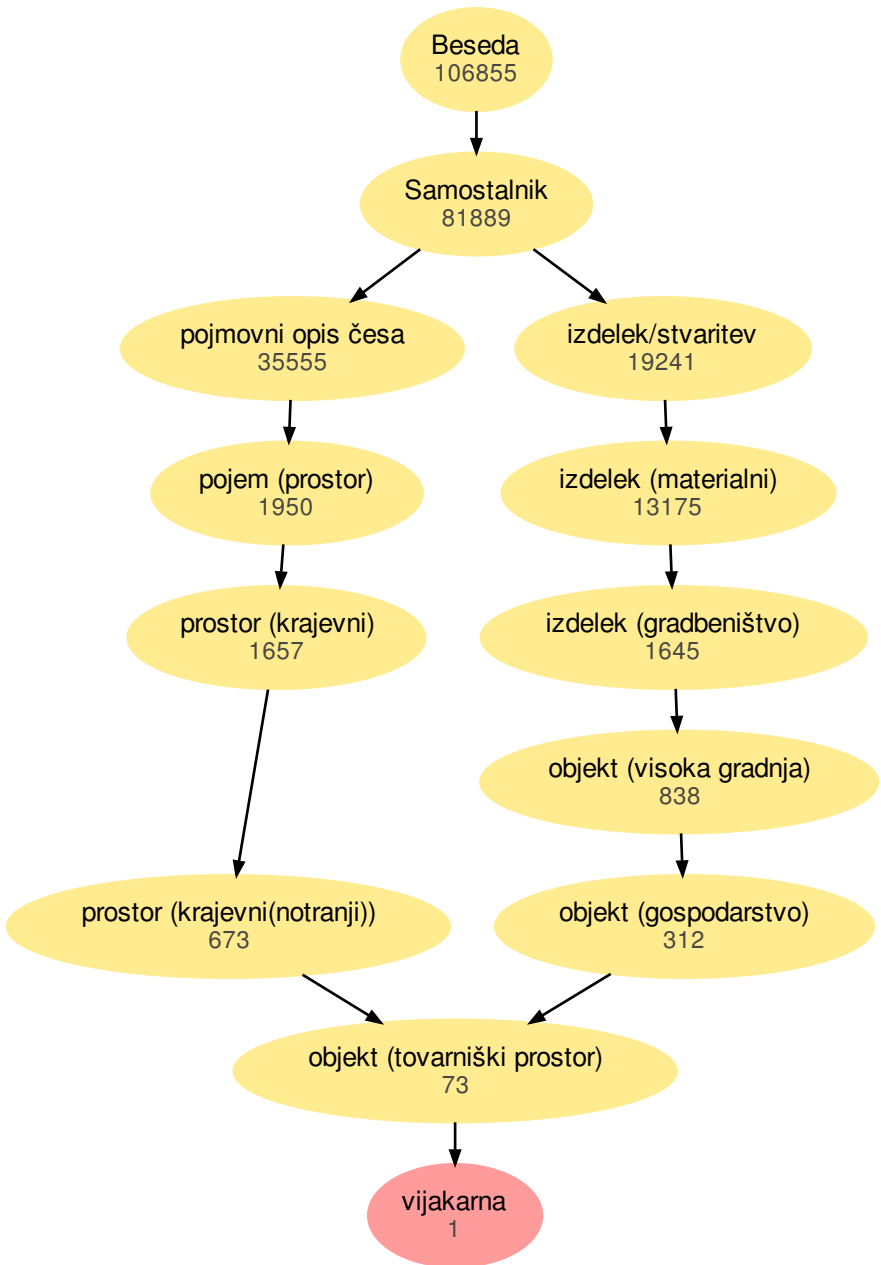 Beseda
106855
Samostalnik
81889
pojmovni opis česa
35555
izdelek/stvaritev
19241
pojem (prostor)
1950
izdelek (materialni)
13175
prostor (krajevni)
1657
izdelek (gradbeništvo)
1645
objekt (visoka gradnja)
838
prostor (krajevni(notranji))
673
objekt (gospodarstvo)
312
objekt (tovarniški prostor)
73
vijakarna
1